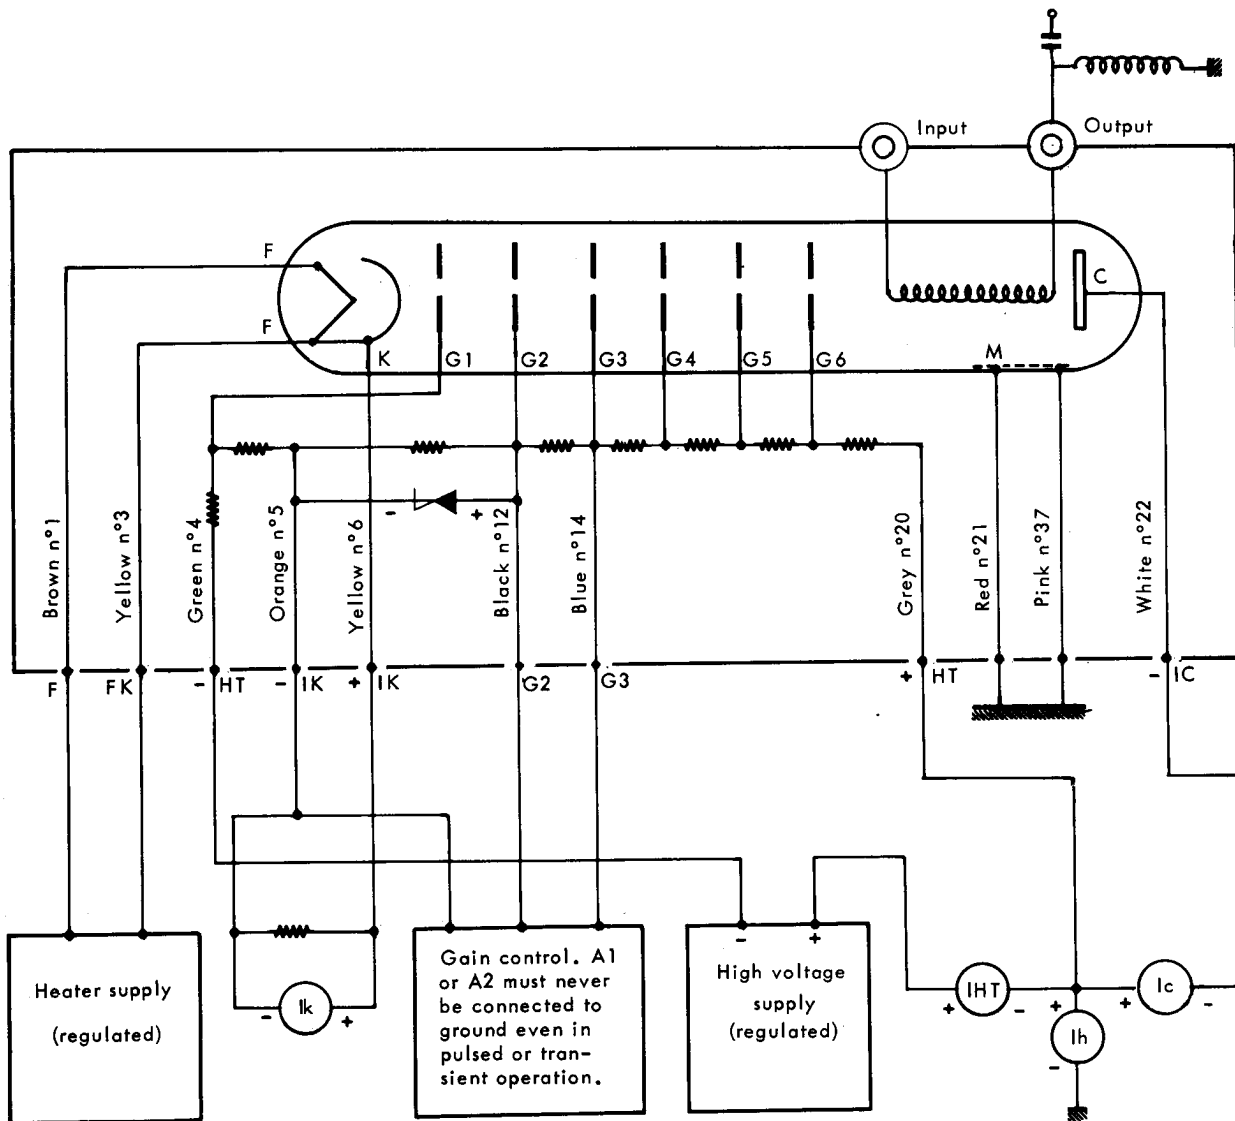 Input
Output
F
F
K
G1
G2
G3
G4
G5
G6
M
C
- +
Brown n°1
Yellow n°3
Green n°4
Orange n°5
Yellow n°6
Black n°12
Blue n°14
Grey n°20
Red n°21
Pink n°37
White n°22
F
FK
- HT
- IK
+ IK
G2
G3
+ HT
- IC
Heater supply
(regulated)
- Ik +
Gain control. A1
or A2 must never
be connected to
ground even in
pulsed or tran-
sient operation.
- +
High voltage
supply
(regulated)
+ IHT -
+ Ih -
+ Ic -